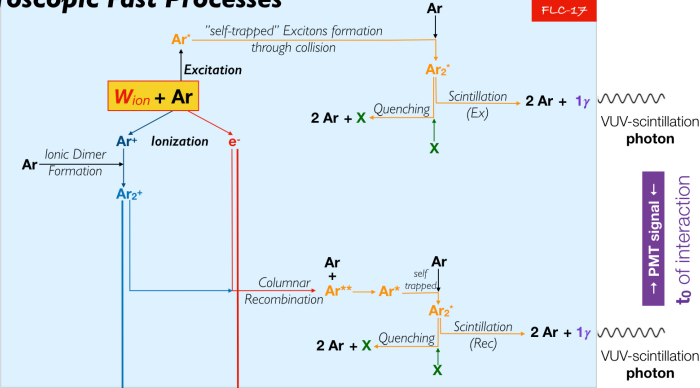 roscopic Fast Processes
FLC-17
Ar
"self-trapped" Excitons formation
through collision
Ar*
Excitation
Ar2*
Wion + Ar
Scintillation
(Ex)
2 Ar + 1γ
Quenching
2 Ar + X
X
VUV-scintillation
photon
Ar+
Ionization
e-
Ar
Ionic Dimer
Formation
Ar2+
→ PMT signal ←
t0 of interaction
Columnar
Recombination
Ar
+
Ar**
Ar*
self
trapped
Ar
Ar2*
Scintillation
(Rec)
2 Ar + 1γ
Quenching
2 Ar + X
X
VUV-scintillation
photon